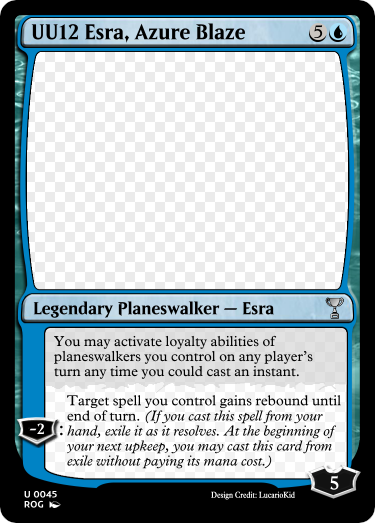 UU12 Esra, Azure Blaze 5
Legendary Planeswalker — Esra
You may activate loyalty abilities of
planeswalkers you control on any player's
turn any time you could cast an instant.
-2: Target spell you control gains rebound until
end of turn. (If you cast this spell from your
hand, exile it as it resolves. At the beginning of
your next upkeep, you may cast this card from
exile without paying its mana cost.)
5
U 0045
ROG
Design Credit: LucarioKid